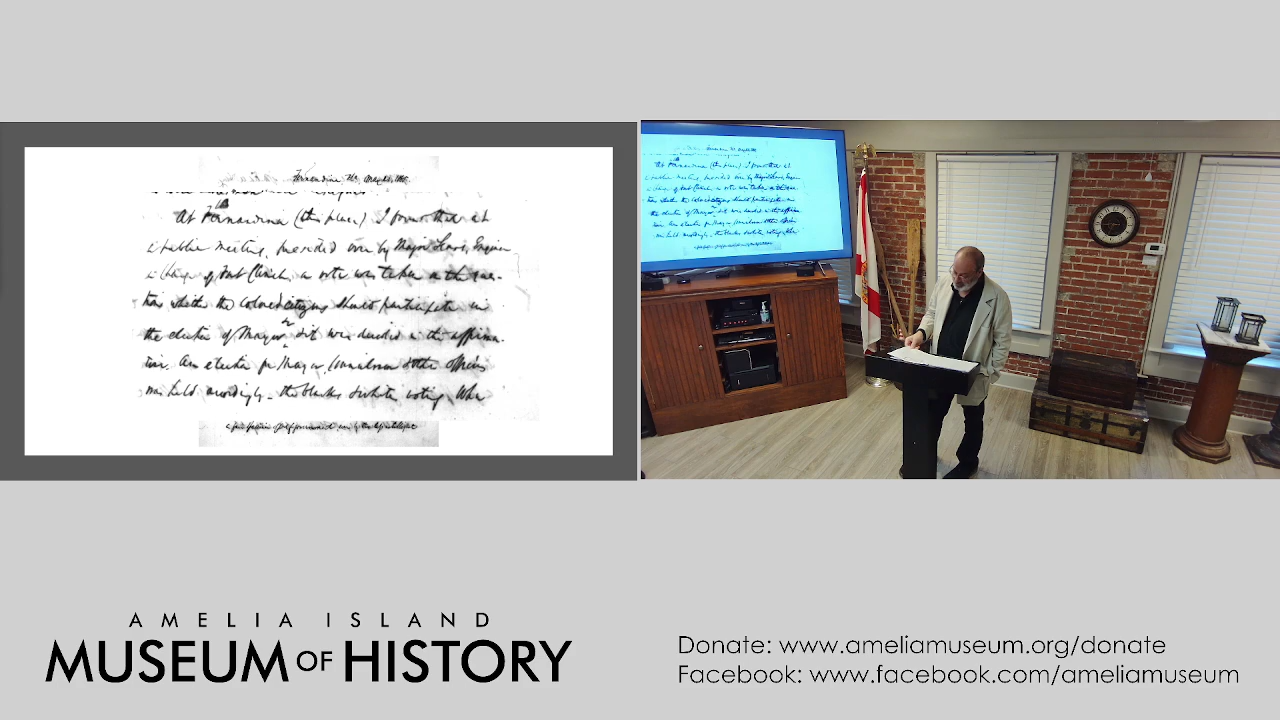 At Fernandina (this place) I found that at
a public meeting, presided over by Major Sears, Engineer
in charge of Fort Clinch, a vote was taken on the ques-
tion whether the Colored citizens should participate in
the election of Mayor & it was decided in the affirma-
tive. An election for Mayor Councilmen & other officers
was held accordingly - the blacks & whites voting.
AMELIA ISLAND
MUSEUM OF HISTORY
Donate: www.ameliamuseum.org/donate
Facebook: www.facebook.com/ameliamuseum